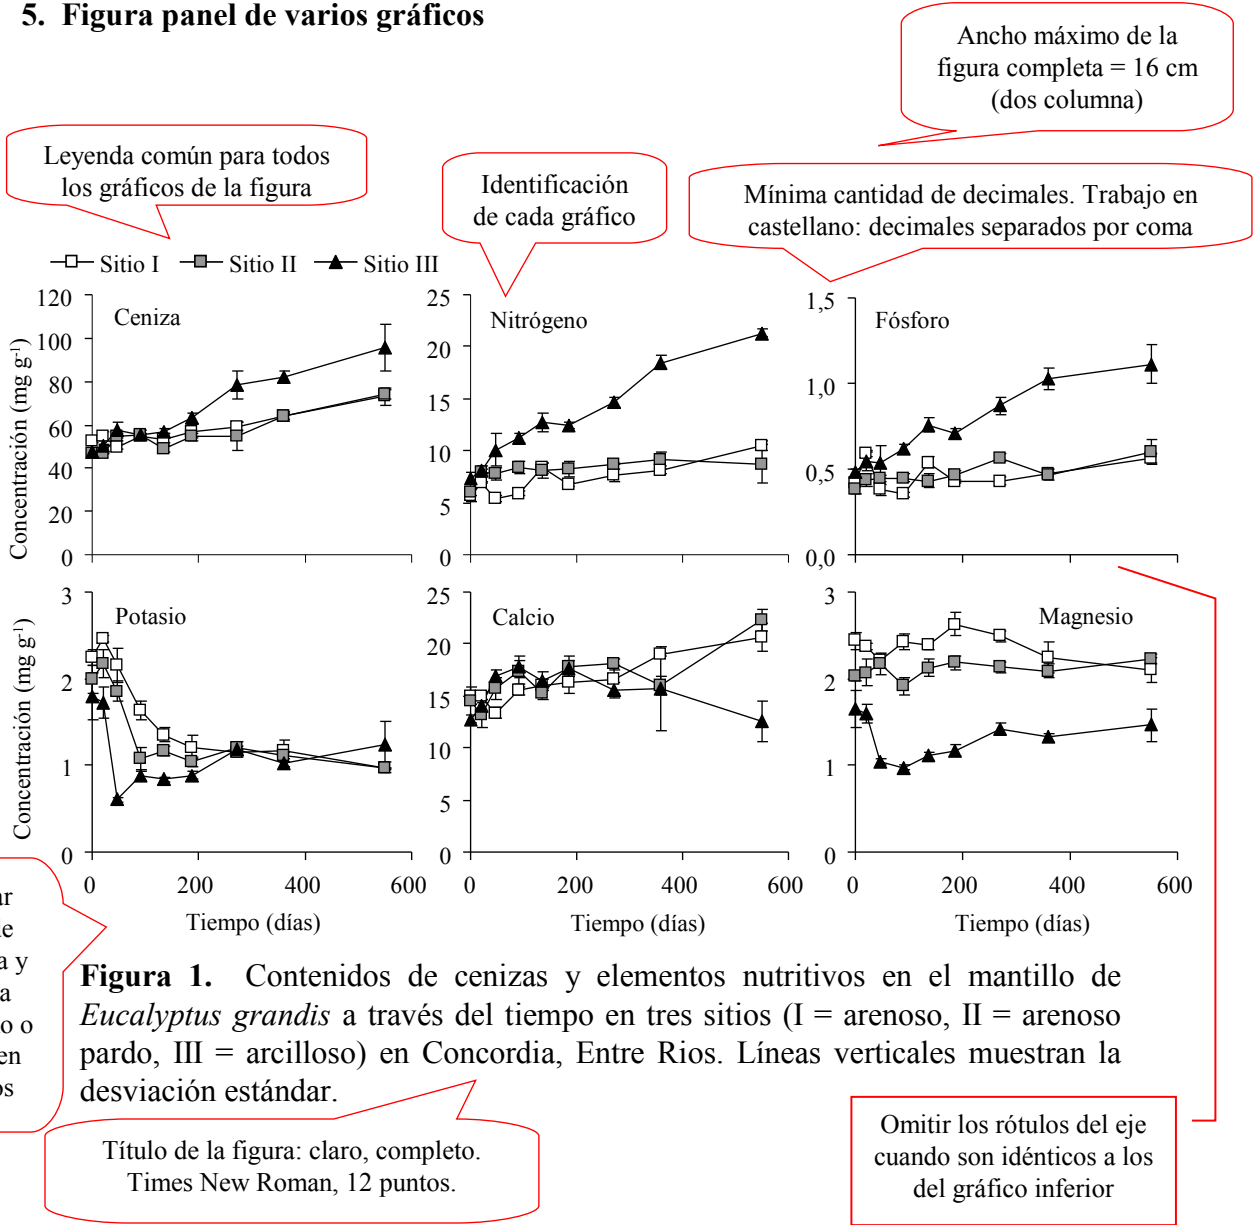 5. Figura panel de varios gráficos
Ancho máximo de la
figura completa = 16 cm
(dos columna)
Leyenda común para todos
los gráficos de la figura
Identificación
de cada gráfico
Mínima cantidad de decimales. Trabajo en
castellano: decimales separados por coma
Sitio I Sitio II Sitio III
Concentración (mg g⁻¹)
120
100
80
60
40
20
0
Ceniza
25
20
15
10
5
0
Nitrógeno
1,5
1,0
0,5
0,0
Fósforo
Concentración (mg g⁻¹)
3
2
1
0
Potasio
0 200 400 600
Tiempo (días)
25
20
15
10
5
0
Calcio
0 200 400 600
Tiempo (días)
3
2
1
0
Magnesio
0 200 400 600
Tiempo (días)
ar
le
a y
a
o o
en
os
Figura 1. Contenidos de cenizas y elementos nutritivos en el mantillo de
Eucalyptus grandis a través del tiempo en tres sitios (I = arenoso, II = arenoso
pardo, III = arcilloso) en Concordia, Entre Rios. Líneas verticales muestran la
desviación estándar.
Título de la figura: claro, completo.
Times New Roman, 12 puntos.
Omitir los rótulos del eje
cuando son idénticos a los
del gráfico inferior